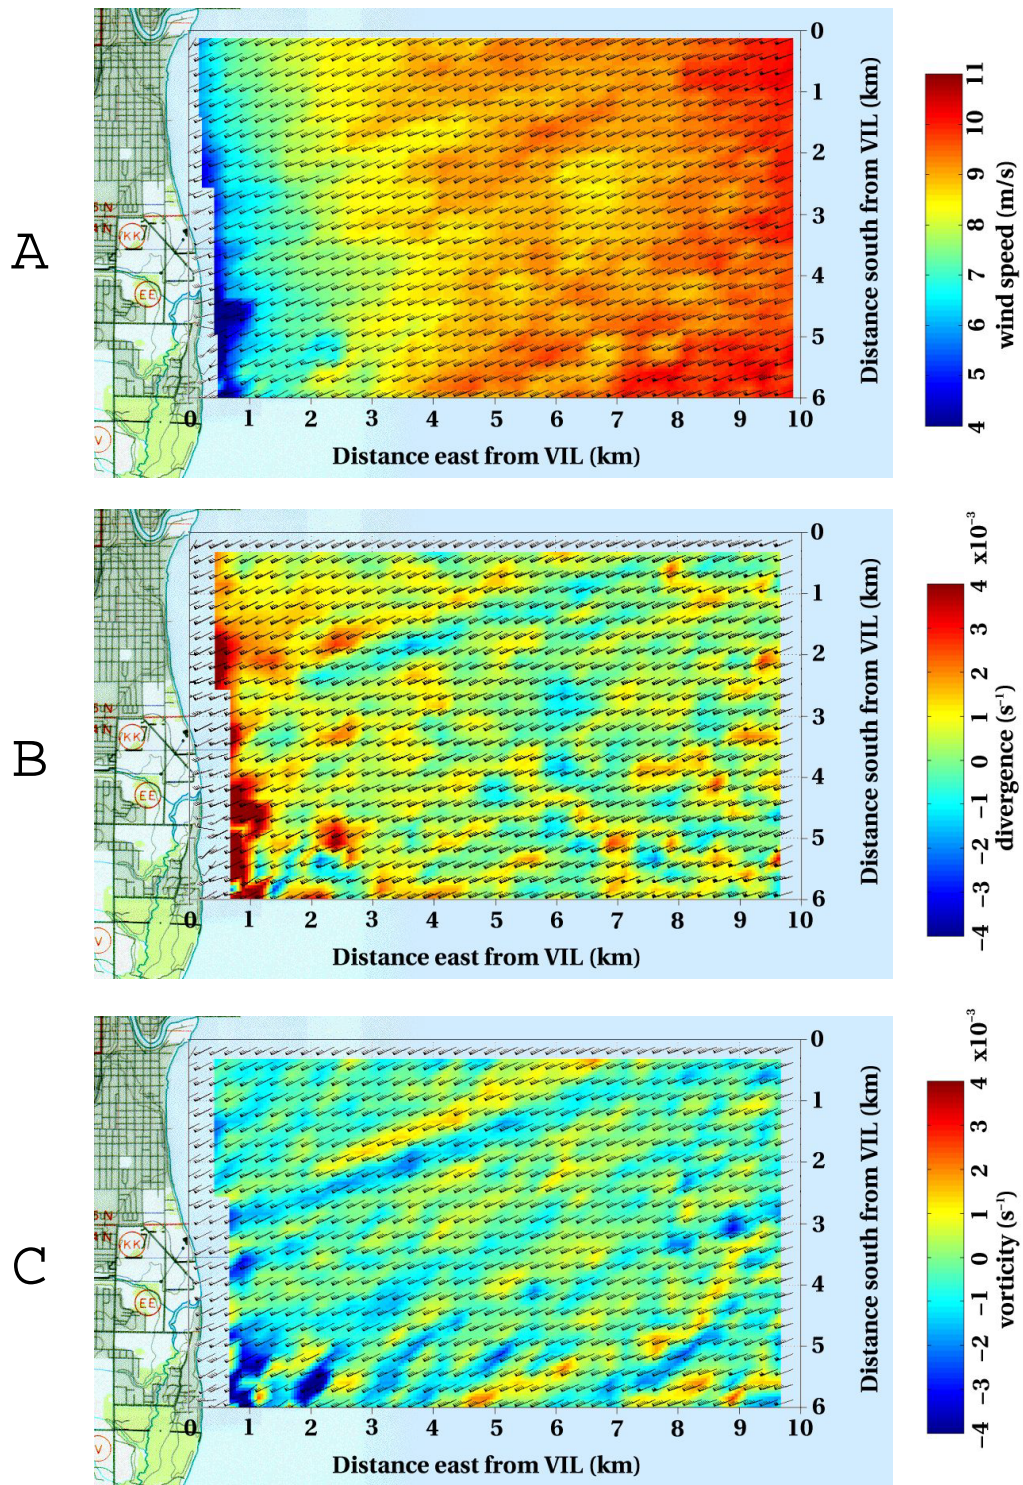 A
0
1
2
3
4
5
6
Distance south from VIL (km)
0 1 2 3 4 5 6 7 8 9 10
Distance east from VIL (km)
4 5 6 7 8 9 10 11
wind speed (m/s)
KK
EE
V
B
0
1
2
3
4
5
6
Distance south from VIL (km)
0 1 2 3 4 5 6 7 8 9 10
Distance east from VIL (km)
−4 −3 −2 −1 0 1 2 3 4 x10⁻³
divergence (s⁻¹)
KK
EE
V
C
0
1
2
3
4
5
6
Distance south from VIL (km)
0 1 2 3 4 5 6 7 8 9 10
Distance east from VIL (km)
−4 −3 −2 −1 0 1 2 3 4 x10⁻³
vorticity (s⁻¹)
KK
EE
V